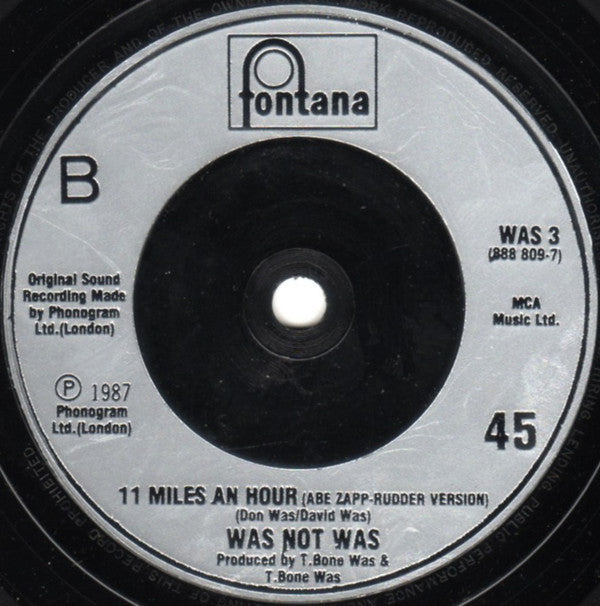 fontana
B
WAS 3
(888 809-7)
Original Sound
Recording Made
by Phonogram
Ltd.(London)
MCA
Music Ltd.
Ⓟ 1987
Phonogram
Ltd.(London)
45
11 MILES AN HOUR (ABE ZAPP-RUDDER VERSION)
(Don Was/David Was)
WAS NOT WAS
Produced by T.Bone Was &
T.Bone Was